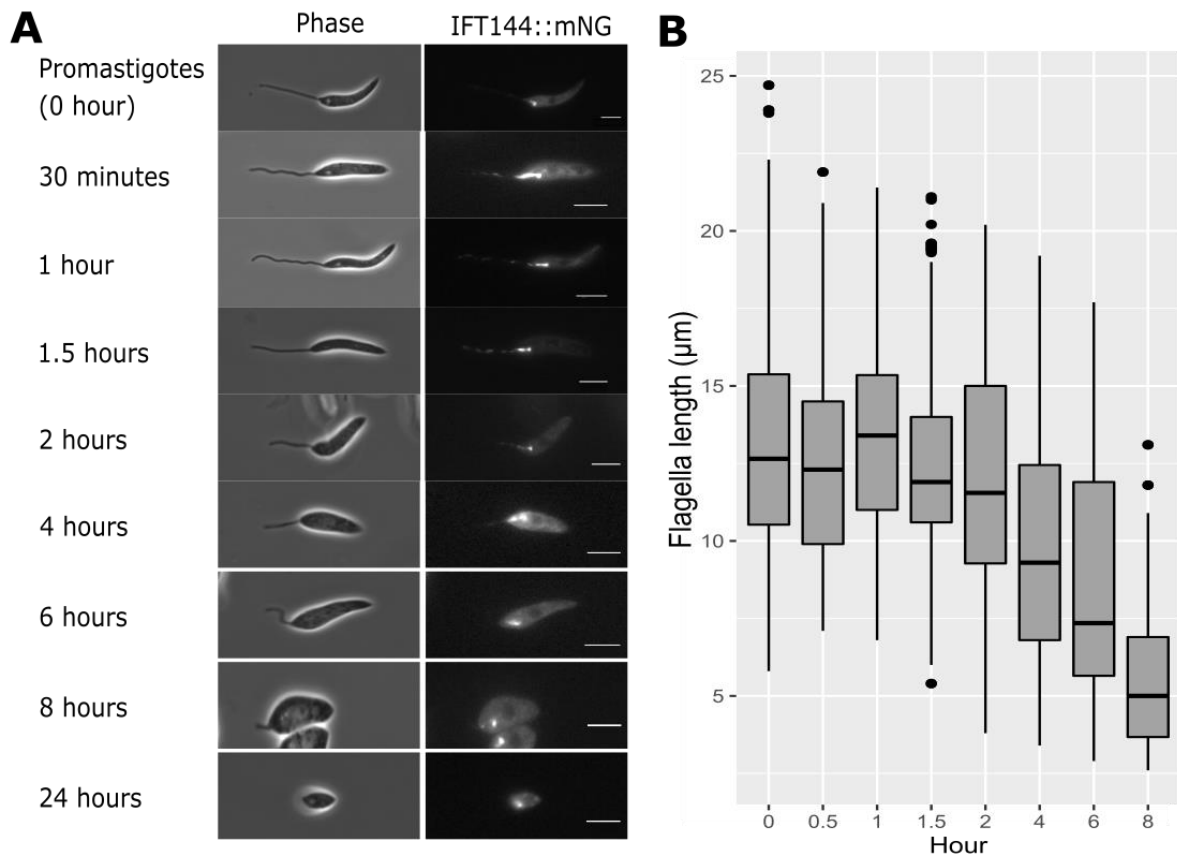 A
Phase
IFT144::mNG
Promastigotes
(0 hour)
30 minutes
1 hour
1.5 hours
2 hours
4 hours
6 hours
8 hours
24 hours
B
Flagella length (μm)
25
20
15
10
5
0 0.5 1 1.5 2 4 6 8
Hour